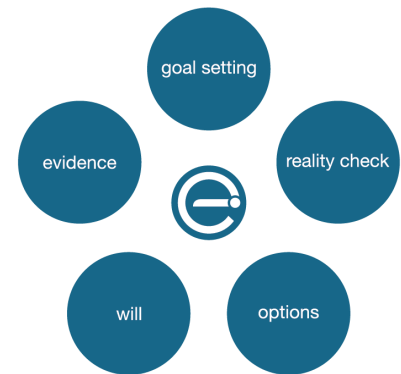 goal setting
reality check
options
will
evidence